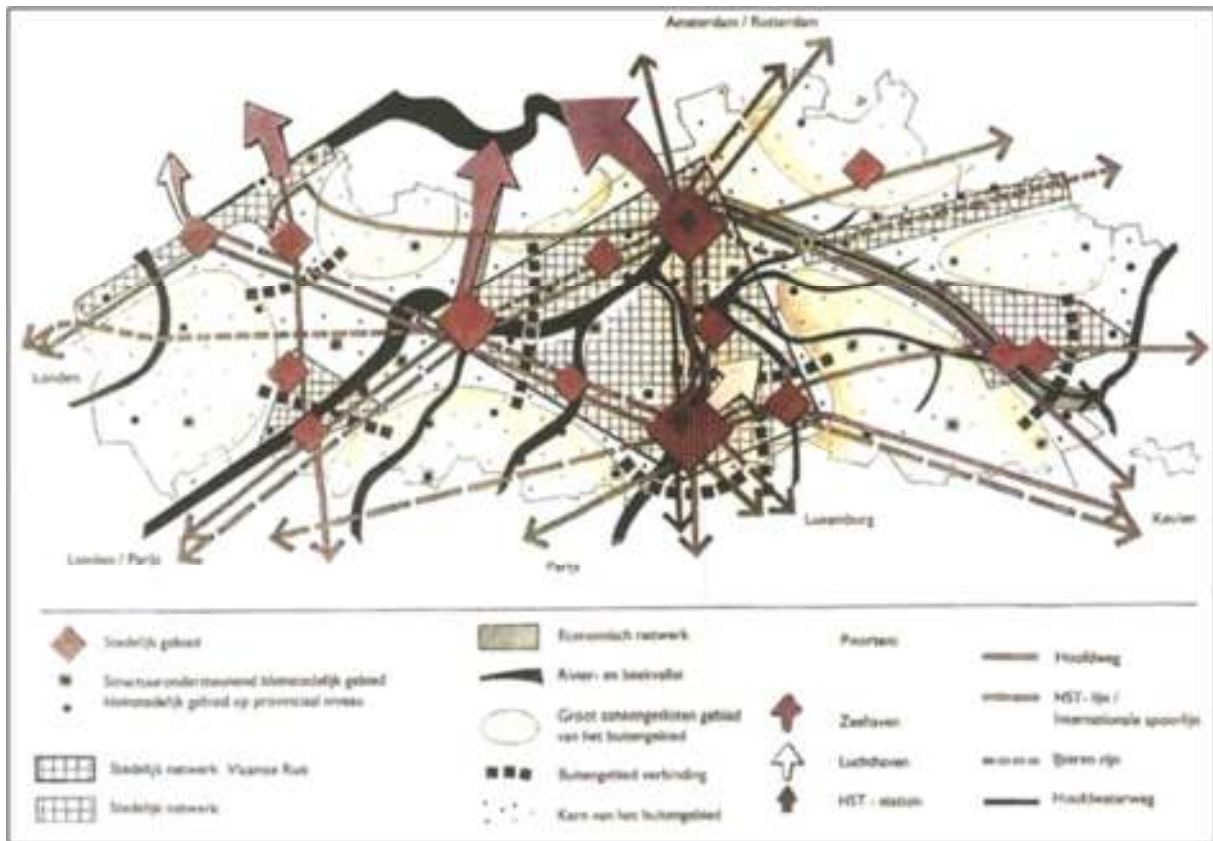 Amsterdam / Rotterdam
Londen
Londen / Parijs
Parijs
Luxemburg
Keulen
Stedelijk gebied
Structuurondersteunend kleinstedelijk gebied
kleinstedelijk gebied op provinciaal niveau
Stedelijk netwerk Vlaamse Ruit
Stedelijk netwerk
Economisch netwerk
Rivier- en beekvallei
Groot aaneengesloten gebied
van het buitengebied
Buitengebied verbinding
Kern van het buitengebied
Poorten:
Zeehaven
Luchthaven
HST - station
Hoofdweg
HST- lijn /
Internationale spoorlijn
IJzeren rijn
Hoofdwaterweg